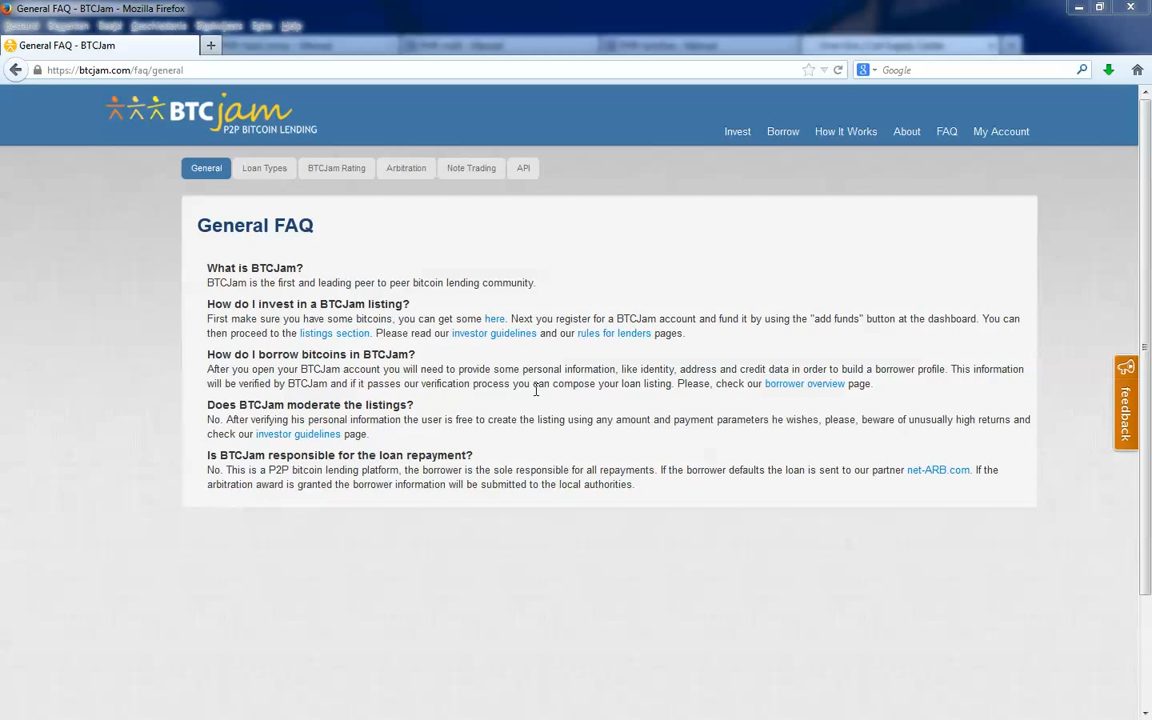 General FAQ - BTCJam - Mozilla Firefox
General FAQ - BTCJam
https://btcjam.com/faq/general
Google
BTCjam
P2P BITCOIN LENDING
Invest Borrow How It Works About FAQ My Account
General Loan Types BTCJam Rating Arbitration Note Trading API
General FAQ
What is BTCJam?
BTCJam is the first and leading peer to peer bitcoin lending community.
How do I invest in a BTCJam listing?
First make sure you have some bitcoins, you can get some here. Next you register for a BTCJam account and fund it by using the "add funds" button at the dashboard. You can
then proceed to the listings section. Please read our investor guidelines and our rules for lenders pages.
How do I borrow bitcoins in BTCJam?
After you open your BTCJam account you will need to provide some personal information, like identity, address and credit data in order to build a borrower profile. This information
will be verified by BTCJam and if it passes our verification process you can compose your loan listing. Please, check our borrower overview page.
Does BTCJam moderate the listings?
No. After verifying his personal information the user is free to create the listing using any amount and payment parameters he wishes, please, beware of unusually high returns and
check our investor guidelines page.
Is BTCJam responsible for the loan repayment?
No. This is a P2P bitcoin lending platform, the borrower is the sole responsible for all repayments. If the borrower defaults the loan is sent to our partner net-ARB.com. If the
arbitration award is granted the borrower information will be submitted to the local authorities.
feedback